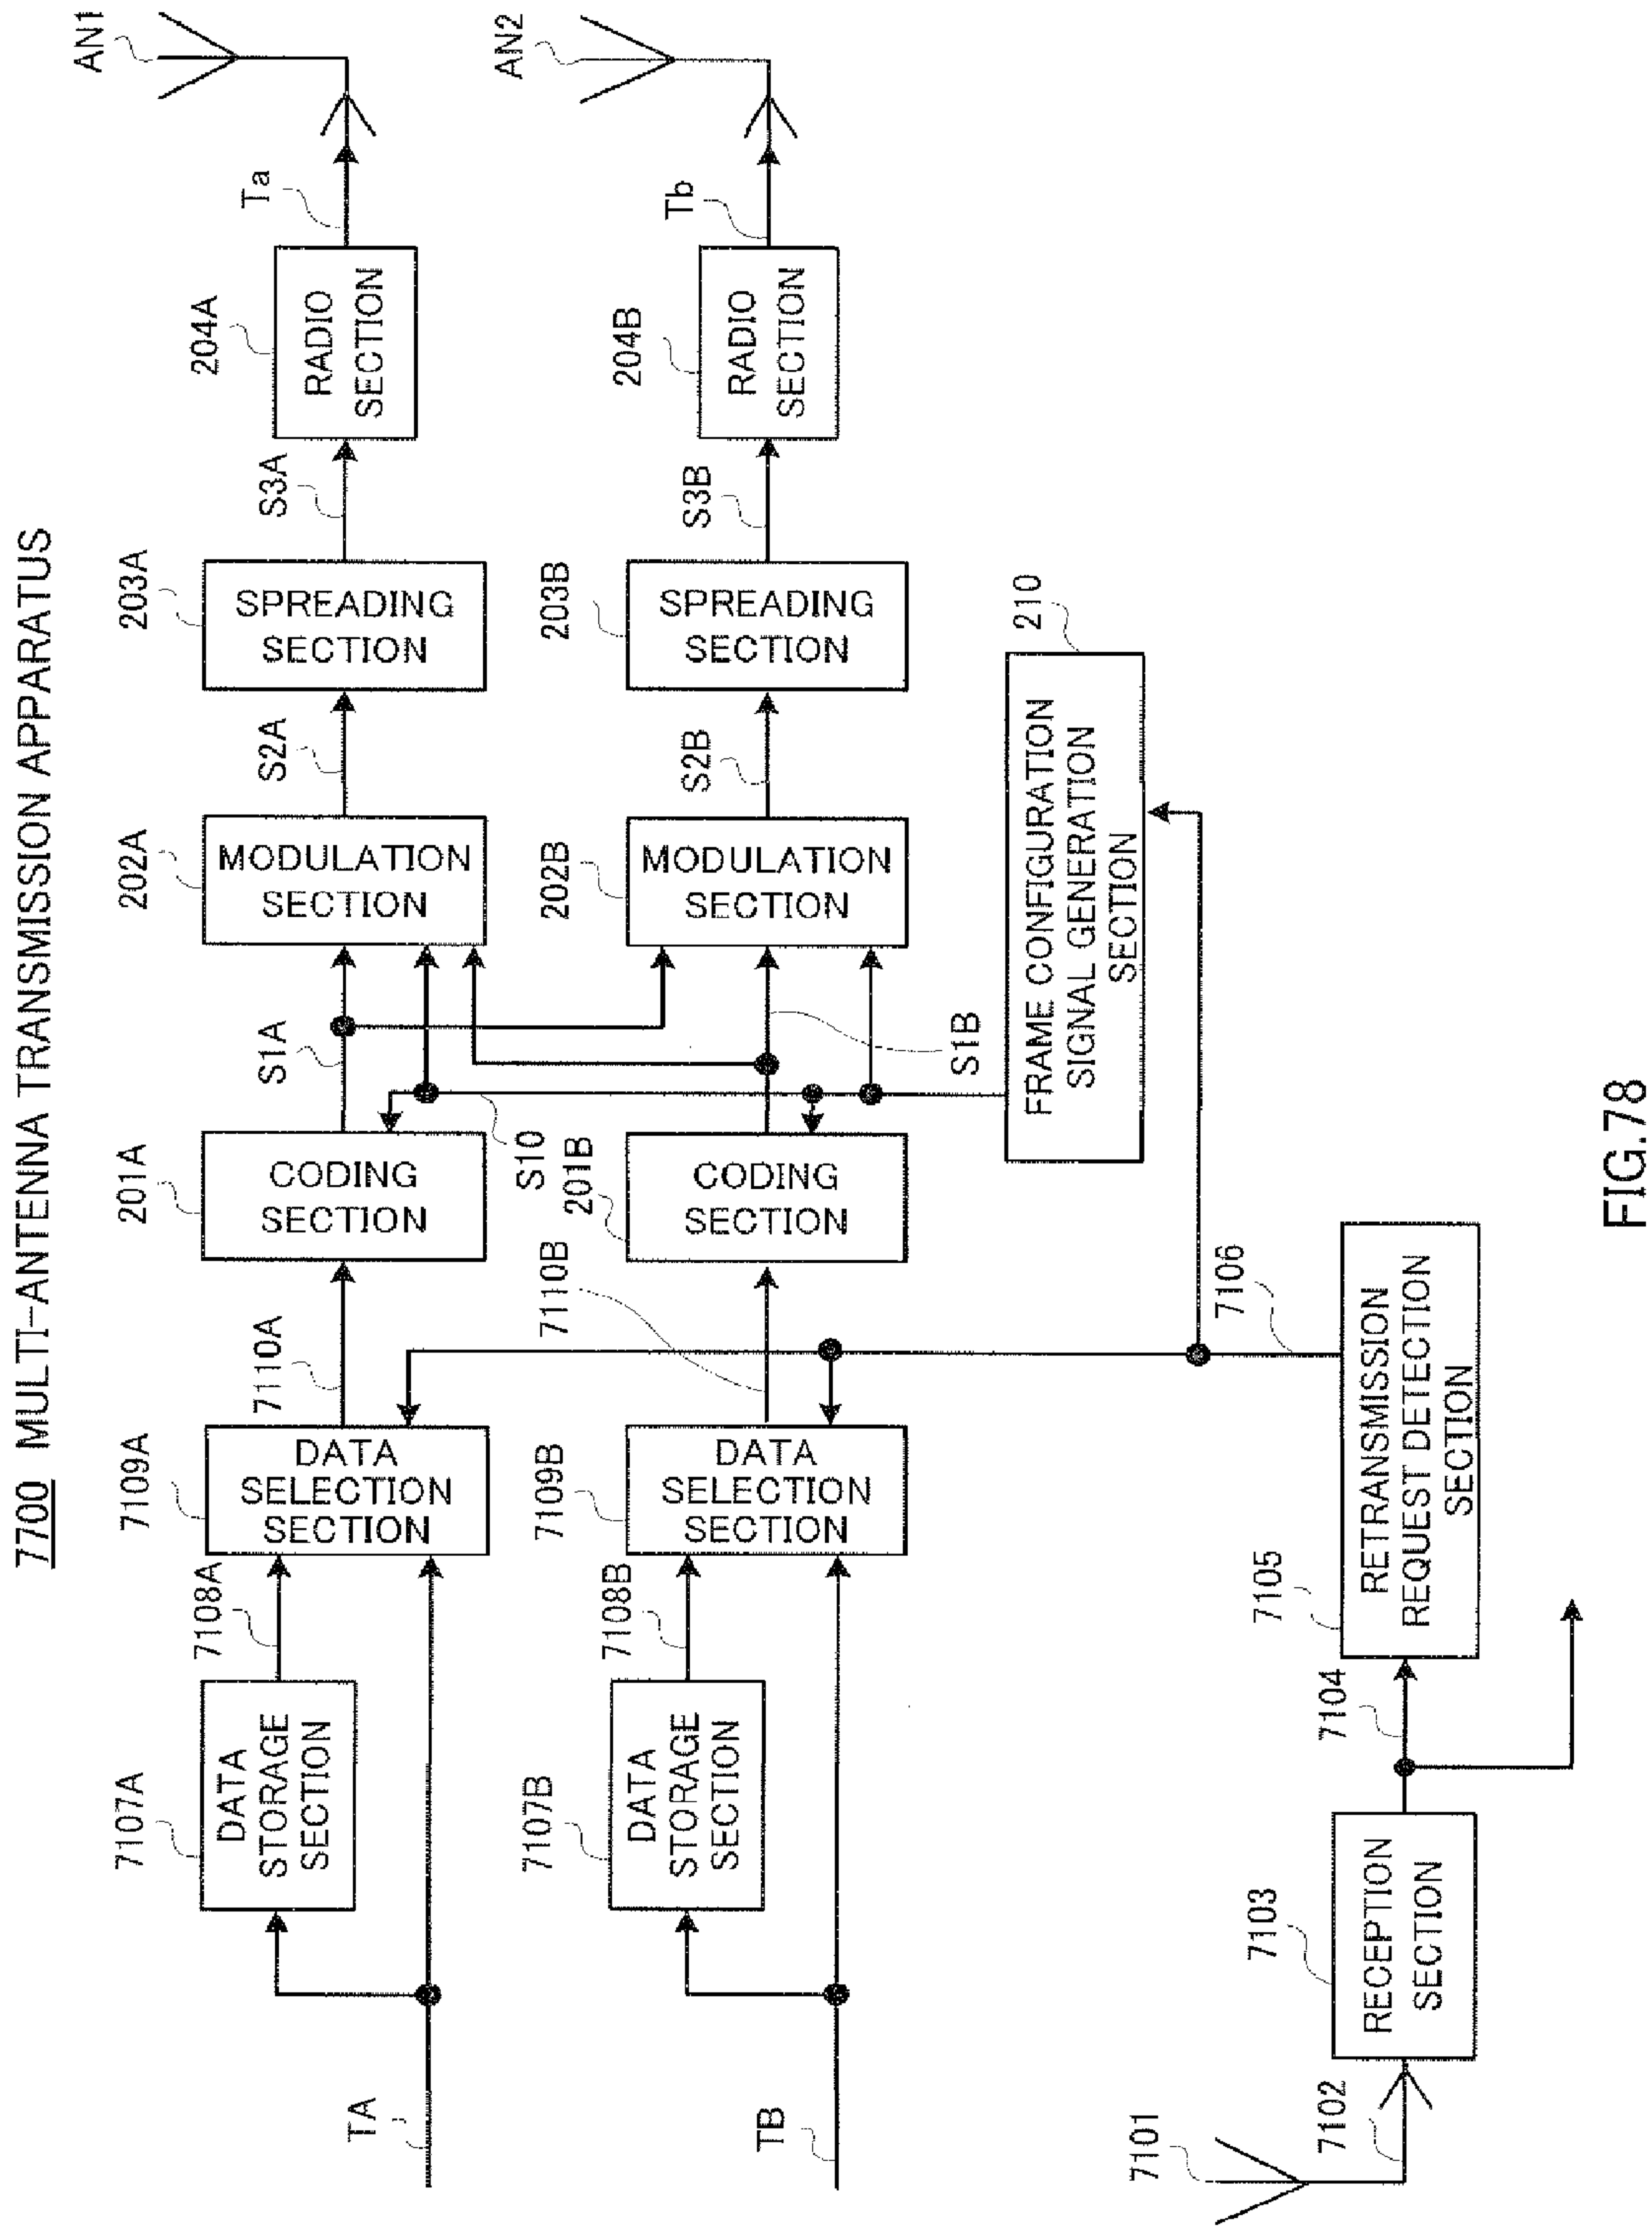 7700 MULTI-ANTENNA TRANSMISSION APPARATUS
TA
7107A
DATA
STORAGE
SECTION
7108A
7109A
DATA
SELECTION
SECTION
7110A
201A
CODING
SECTION
S1A
S10
202A
MODULATION
SECTION
S2A
203A
SPREADING
SECTION
S3A
204A
RADIO
SECTION
Ta
AN1
TB
7107B
DATA
STORAGE
SECTION
7108B
7109B
DATA
SELECTION
SECTION
7110B
201B
CODING
SECTION
S1B
202B
MODULATION
SECTION
S2B
203B
SPREADING
SECTION
S3B
204B
RADIO
SECTION
Tb
AN2
210
FRAME CONFIGURATION
SIGNAL GENERATION
SECTION
7101
7102
7103
RECEPTION
SECTION
7104
7105
RETRANSMISSION
REQUEST DETECTION
SECTION
7106
FIG.78